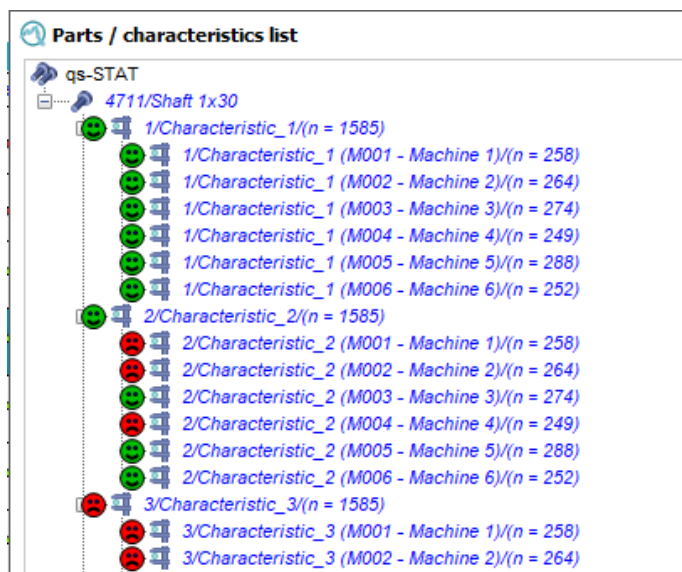 Parts / characteristics list
qs-STAT
4711/Shaft 1x30
1/Characteristic_1/(n = 1585)
1/Characteristic_1 (M001 - Machine 1)/(n = 258)
1/Characteristic_1 (M002 - Machine 2)/(n = 264)
1/Characteristic_1 (M003 - Machine 3)/(n = 274)
1/Characteristic_1 (M004 - Machine 4)/(n = 249)
1/Characteristic_1 (M005 - Machine 5)/(n = 288)
1/Characteristic_1 (M006 - Machine 6)/(n = 252)
2/Characteristic_2/(n = 1585)
2/Characteristic_2 (M001 - Machine 1)/(n = 258)
2/Characteristic_2 (M002 - Machine 2)/(n = 264)
2/Characteristic_2 (M003 - Machine 3)/(n = 274)
2/Characteristic_2 (M004 - Machine 4)/(n = 249)
2/Characteristic_2 (M005 - Machine 5)/(n = 288)
2/Characteristic_2 (M006 - Machine 6)/(n = 252)
3/Characteristic_3/(n = 1585)
3/Characteristic_3 (M001 - Machine 1)/(n = 258)
3/Characteristic_3 (M002 - Machine 2)/(n = 264)